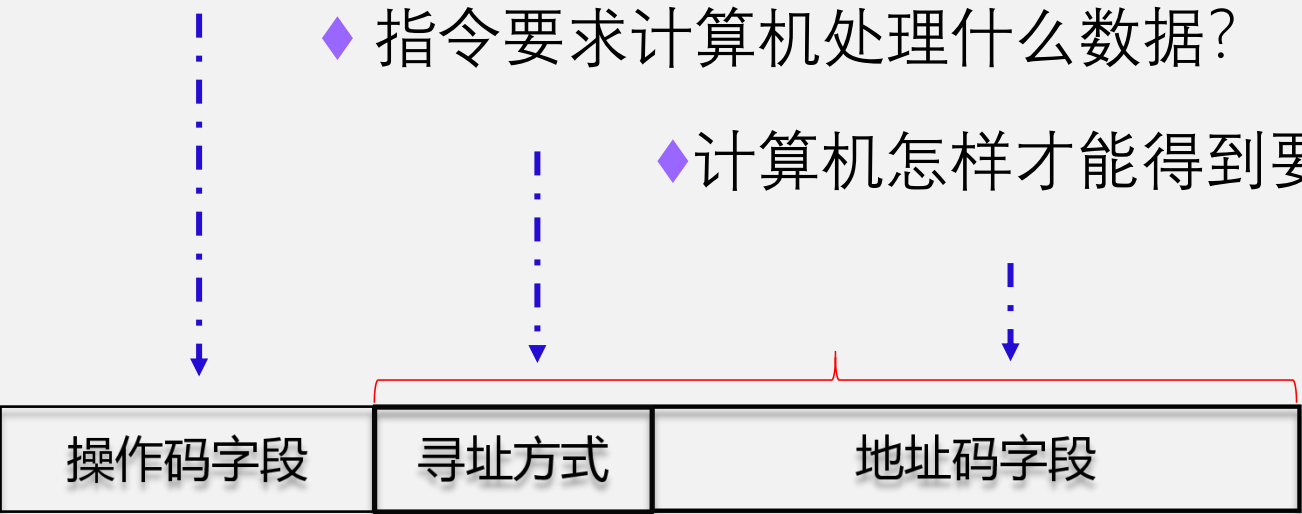 指令要求计算机处理什么数据？
计算机怎样才能得到
操作码字段 寻址方式 地址码字段